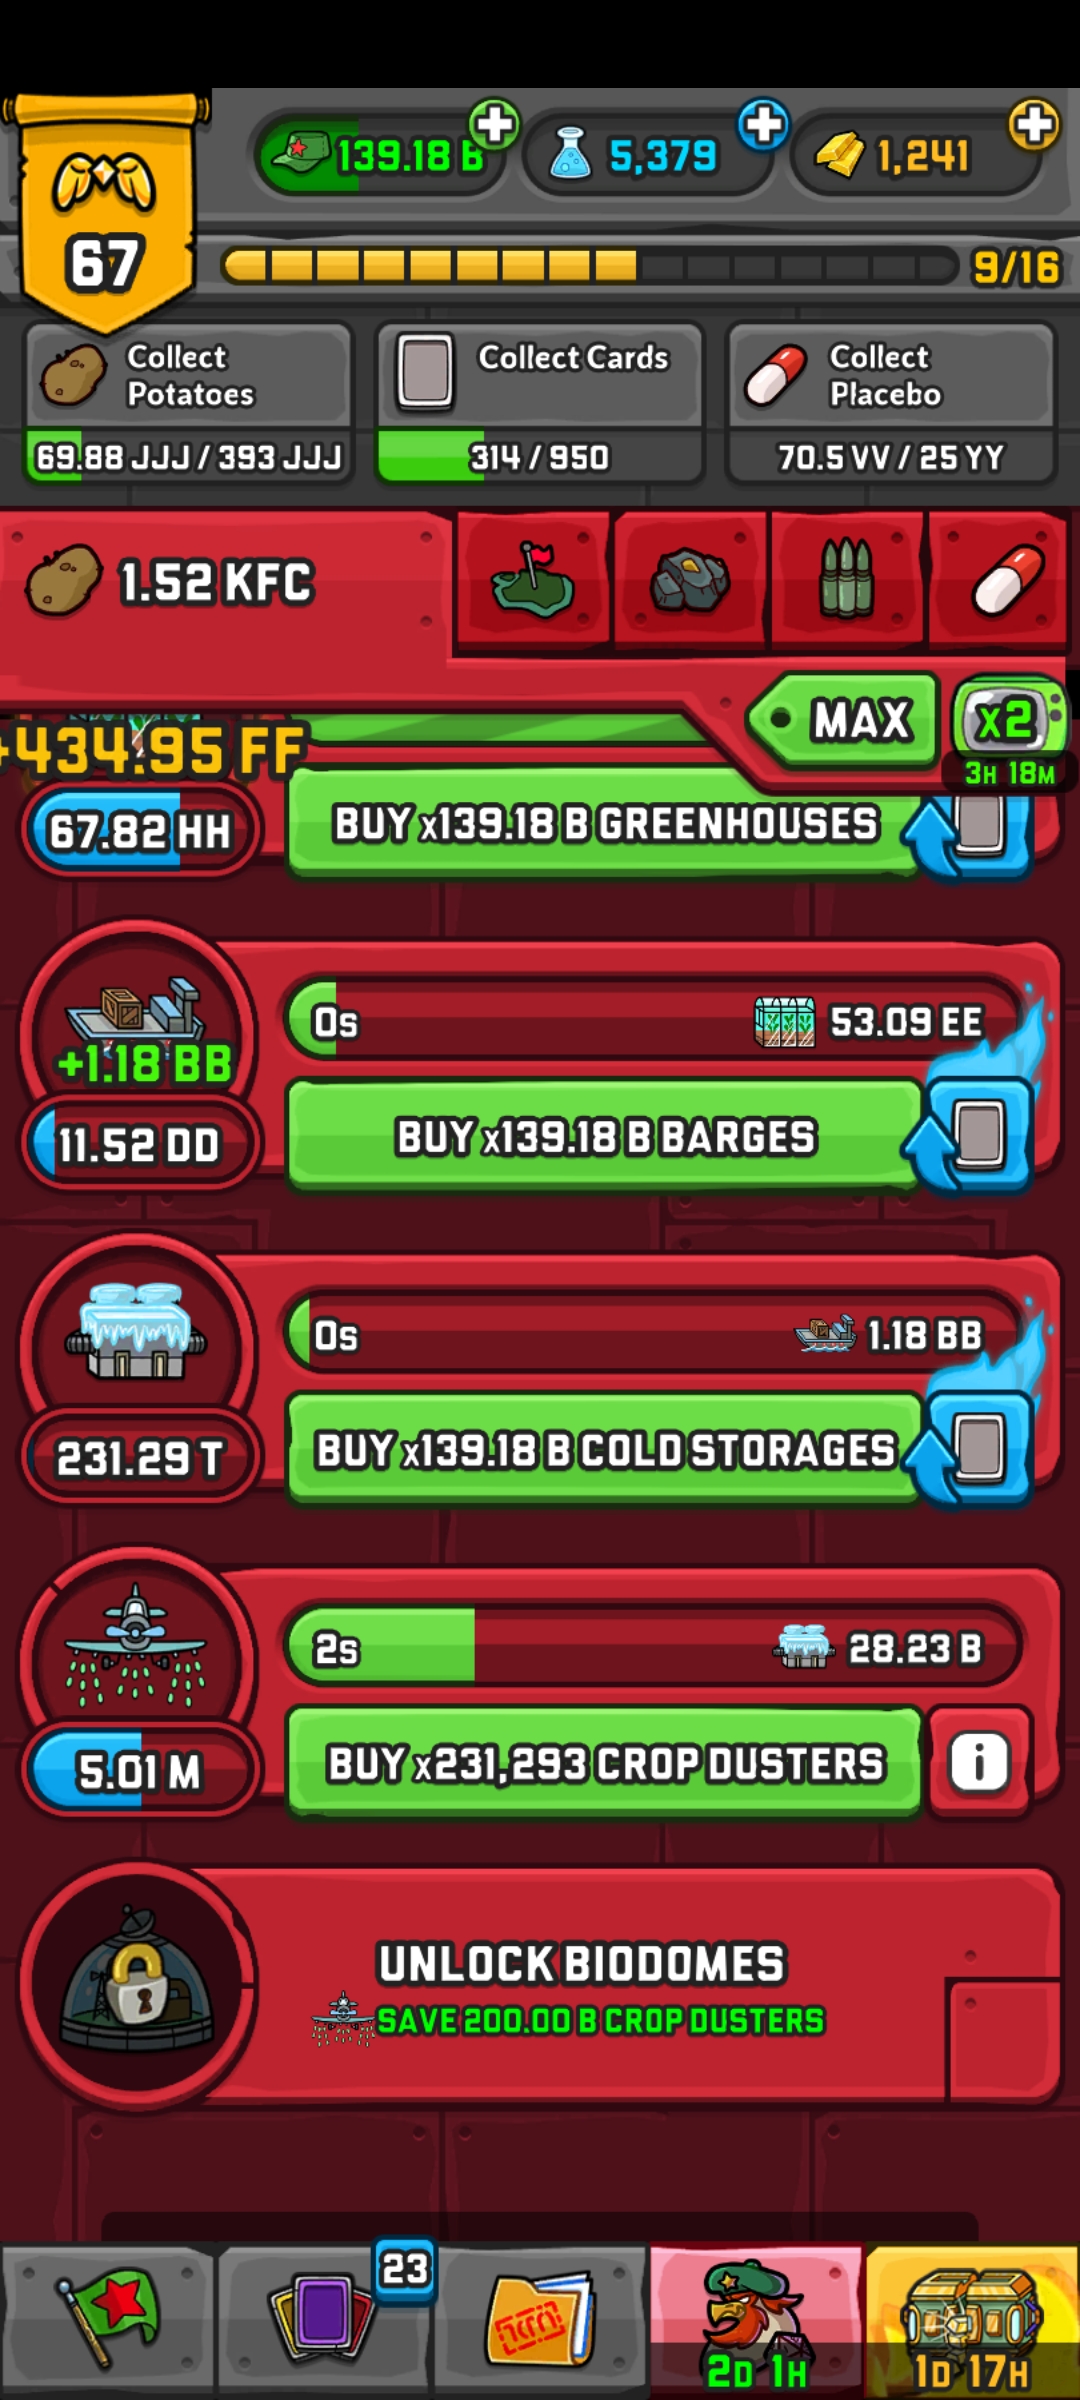 139.18 B
5,379
1,241
67
9/16
Collect
Potatoes
69.88 JJJ / 393 JJJ
Collect Cards
314 / 950
Collect
Placebo
70.5 VV / 25 YY
1.52 KFC
MAX
x2
3H 18M
+434.95 FF
67.82 HH
BUY x139.18 B GREENHOUSES
0s
53.09 EE
+1.18 BB
11.52 DD
BUY x139.18 B BARGES
0s
1.18 BB
231.29 T
BUY x139.18 B COLD STORAGES
2s
28.23 B
5.01 M
BUY x231,293 CROP DUSTERS
i
UNLOCK BIODOMES
SAVE 200.00 B CROP DUSTERS
23
2D 1H
1D 17H